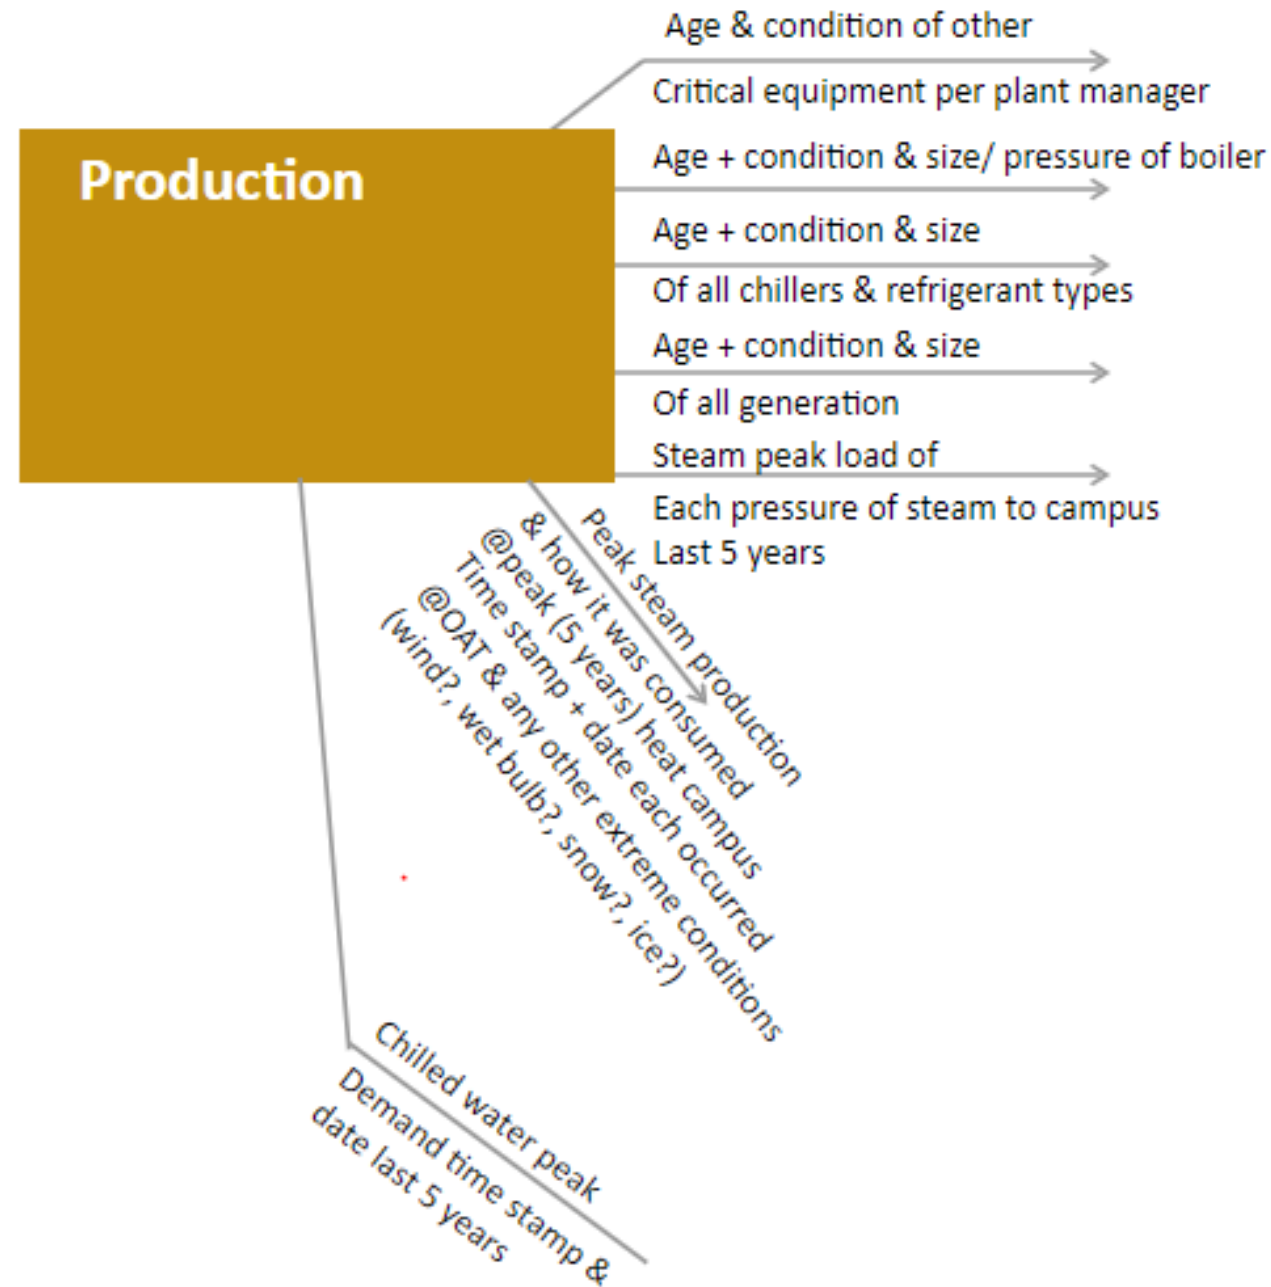 Age & condition of other
Critical equipment per plant manager
Production
Age + condition & size/ pressure of boiler
Age + condition & size
Of all chillers & refrigerant types
Age + condition & size
Of all generation
Steam peak load of
Each pressure of steam to campus
Last 5 years
Peak steam production
& how it was consumed
@peak (5 years) heat campus
Time stamp + date each occurred
@OAT & any other extreme conditions
(wind?, wet bulb?, snow?, ice?)
Chilled water peak
Demand time stamp &
date last 5 years